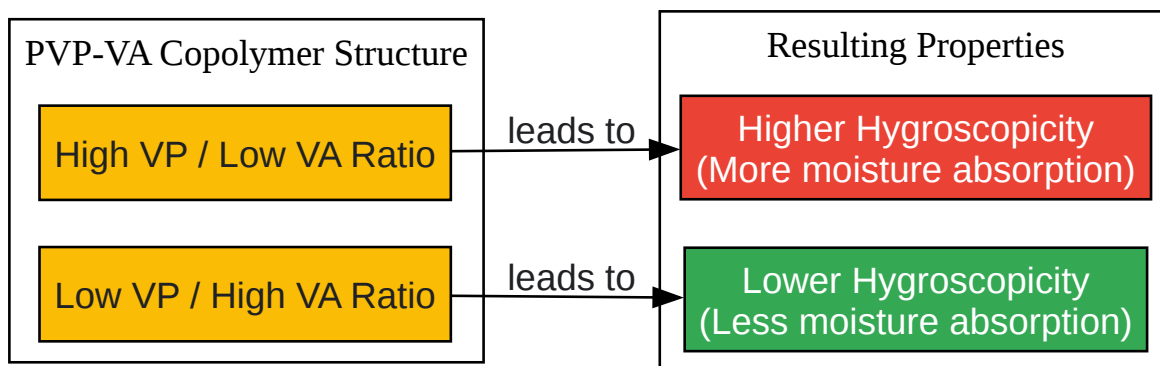 PVP-VA Copolymer Structure
High VP / Low VA Ratio
Low VP / High VA Ratio
leads to
leads to
Resulting Properties
Higher Hygroscopicity
(More moisture absorption)
Lower Hygroscopicity
(Less moisture absorption)